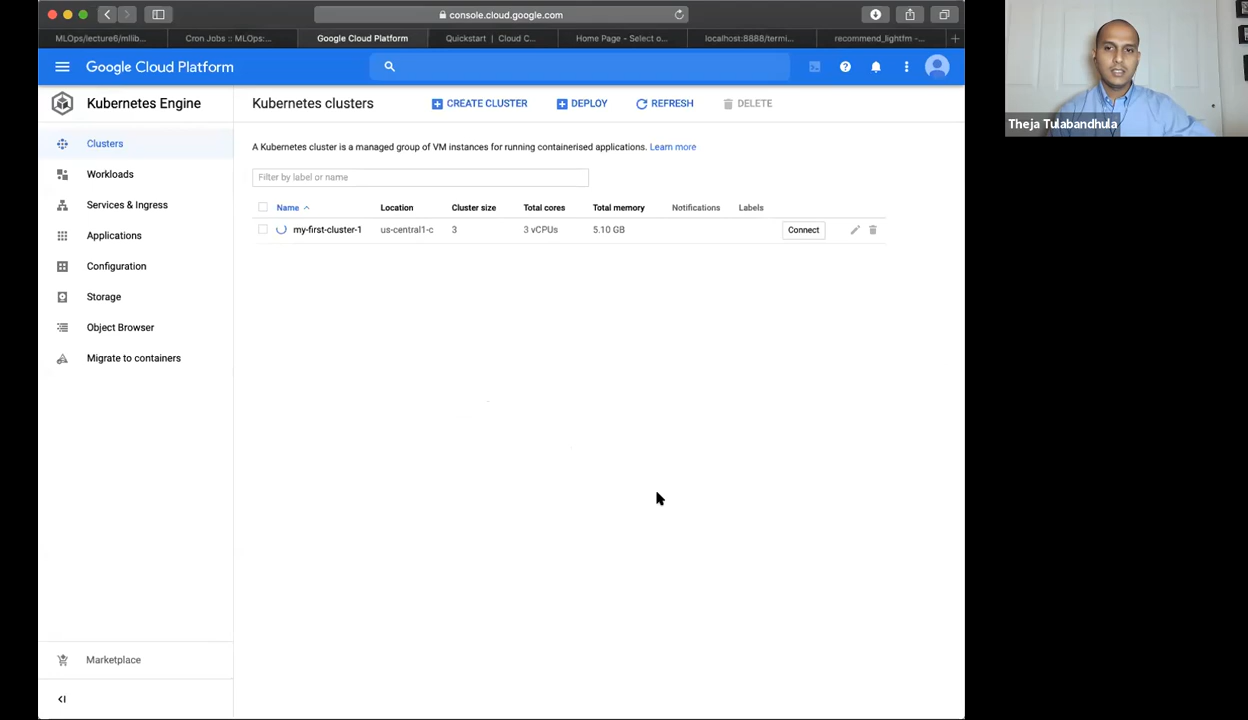 console.cloud.google.com
MLOps/lecture6/mllib...
Cron Jobs :: MLOps:...
Google Cloud Platform
Quickstart | Cloud C...
Home Page - Select o...
localhost:8888/termi...
recommend_lightfm -...
Google Cloud Platform
Kubernetes Engine
Kubernetes clusters
CREATE CLUSTER
DEPLOY
REFRESH
DELETE
Clusters
Workloads
Services & Ingress
Applications
Configuration
Storage
Object Browser
Migrate to containers
Marketplace
A Kubernetes cluster is a managed group of VM instances for running containerised applications. Learn more
Filter by label or name
Name Location Cluster size Total cores Total memory Notifications Labels
my-first-cluster-1 us-central1-c 3 3 vCPUs 5.10 GB Connect
Theja Tulabandhula